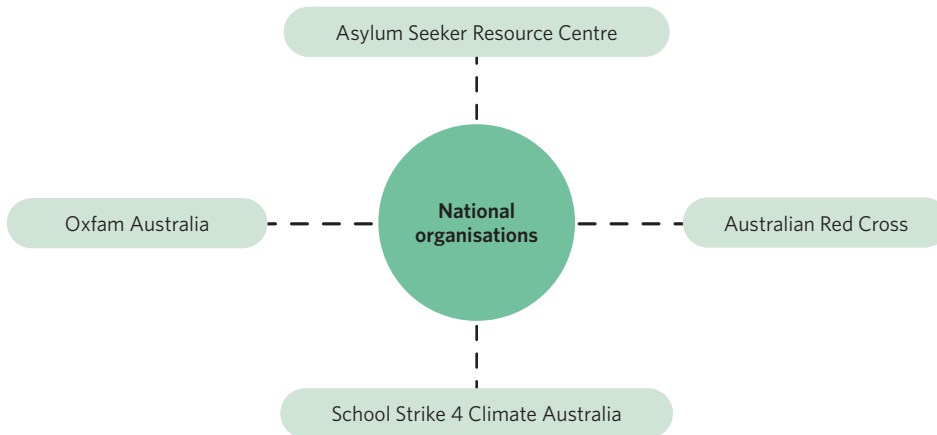 Asylum Seeker Resource Centre
Oxfam Australia
National
organisations
Australian Red Cross
School Strike 4 Climate Australia